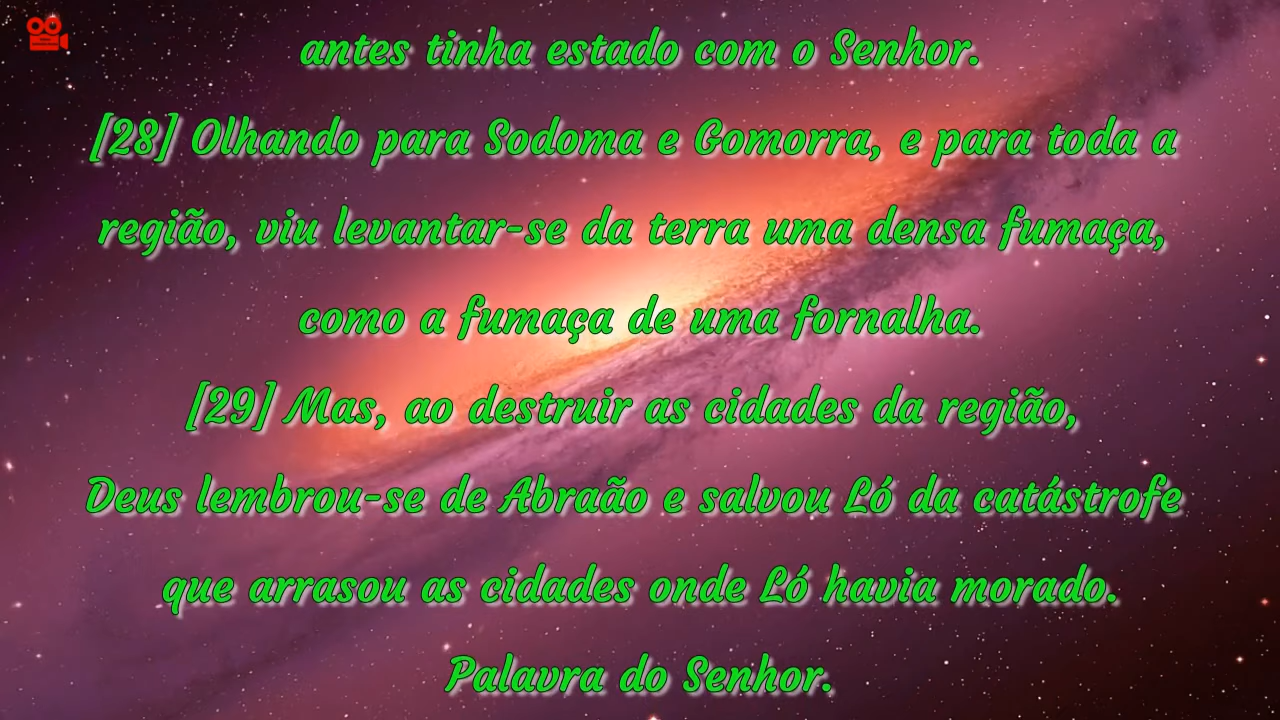 antes tinha estado com o Senhor.
[28] Olhando para Sodoma e Gomorra, e para toda a
região, viu levantar-se da terra uma densa fumaça,
como a fumaça de uma fornalha.
[29] Mas, ao destruir as cidades da região,
Deus lembrou-se de Abraão e salvou Ló da catástrofe
que arrasou as cidades onde Ló havia morado.
Palavra do Senhor.